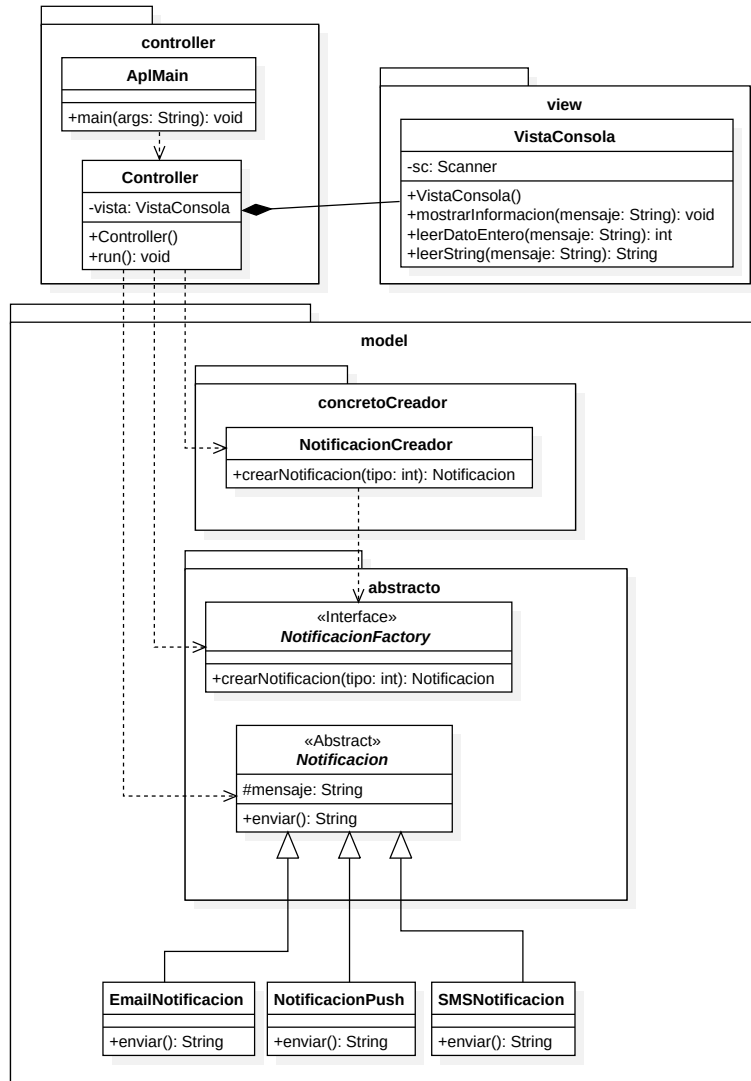 controller
AplMain
+main(args: String): void
Controller
-vista: VistaConsola
+Controller()
+run(): void
view
VistaConsola
-sc: Scanner
+VistaConsola()
+mostrarInformacion(mensaje: String): void
+leerDatoEntero(mensaje: String): int
+leerString(mensaje: String): String
model
concretoCreador
NotificacionCreador
+crearNotificacion(tipo: int): Notificacion
abstracto
«Interface»
NotificacionFactory
+crearNotificacion(tipo: int): Notificacion
«Abstract»
Notificacion
#mensaje: String
+enviar(): String
EmailNotificacion
+enviar(): String
NotificacionPush
+enviar(): String
SMSNotificacion
+enviar(): String